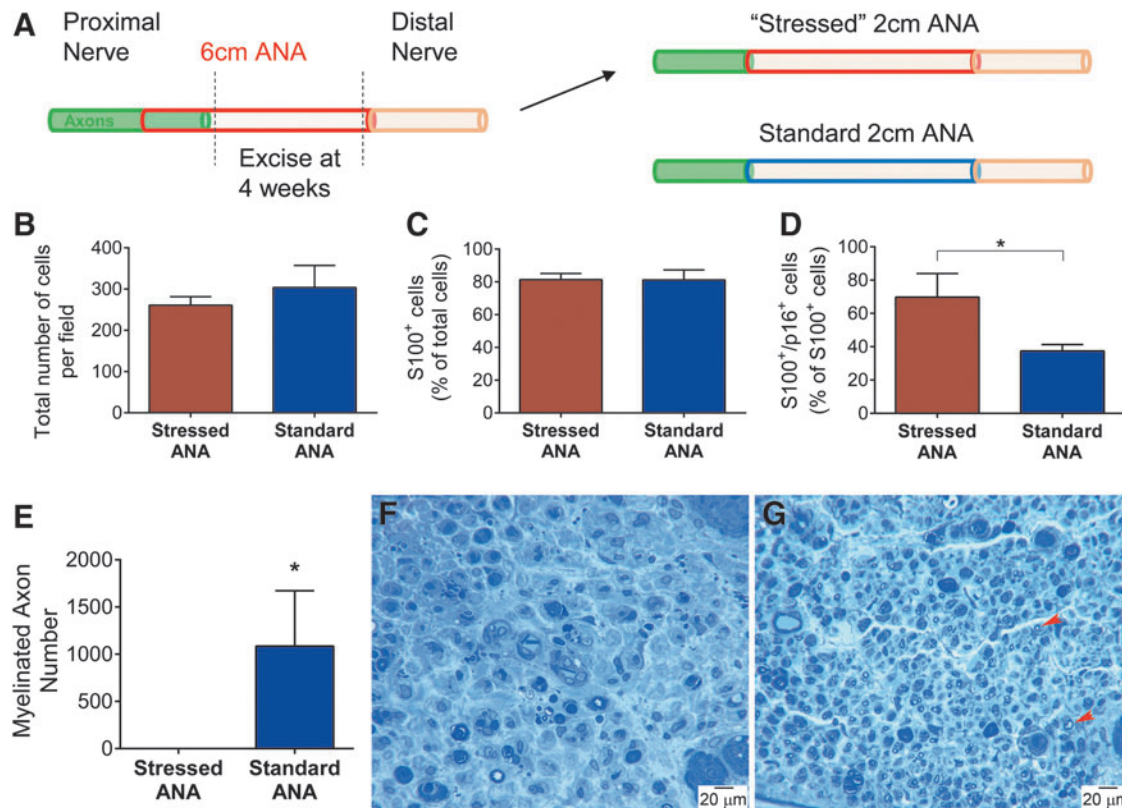 A
Proximal
Nerve
6cm ANA
Distal
Nerve
Axons
Excise at
4 weeks
"Stressed" 2cm ANA
Standard 2cm ANA
B
Total number of cells
per field
400
300
200
100
0
Stressed
ANA
Standard
ANA
C
S100⁺ cells
(% of total cells)
100
80
60
40
20
0
Stressed
ANA
Standard
ANA
D
S100⁺/p16⁺ cells
(% of S100⁺ cells)
100
80
60
40
20
0
*
Stressed
ANA
Standard
ANA
E
Myelinated Axon
Number
2000
1500
1000
500
0
*
Stressed
ANA
Standard
ANA
F
20 μm
G
20 μm